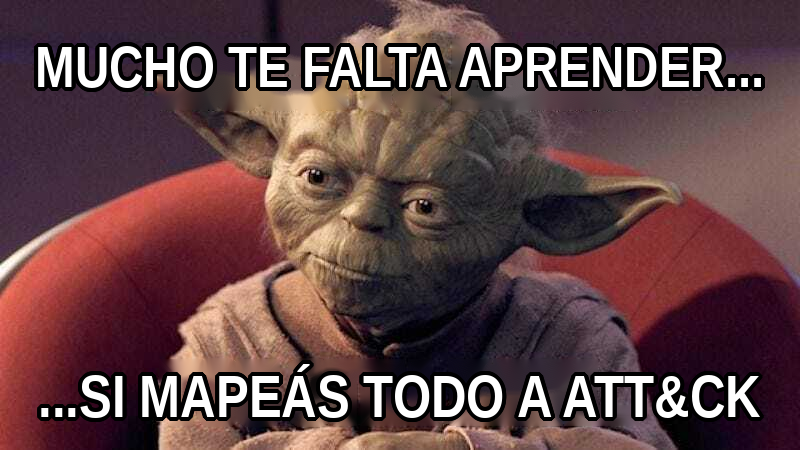 MUCHO TE FALTA APRENDER...
...SI MAPEÁS TODO A ATT&CK